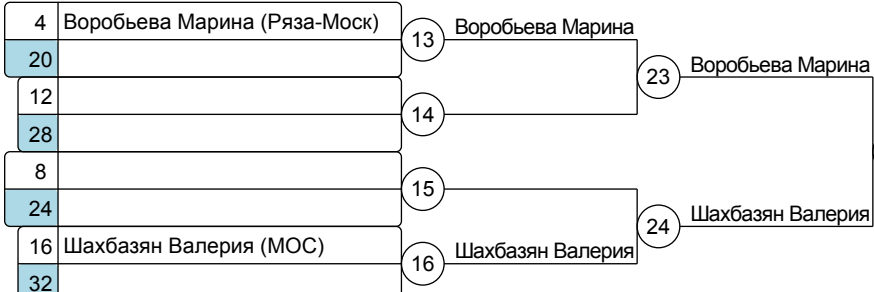 4 Воробьева Марина (Ряза-Моск)
13 Воробьева Марина
20
23 Воробьева Марина
12
14
28
8
15
24
24 Шахбазян Валерия
16 Шахбазян Валерия (МОС)
16 Шахбазян Валерия
32